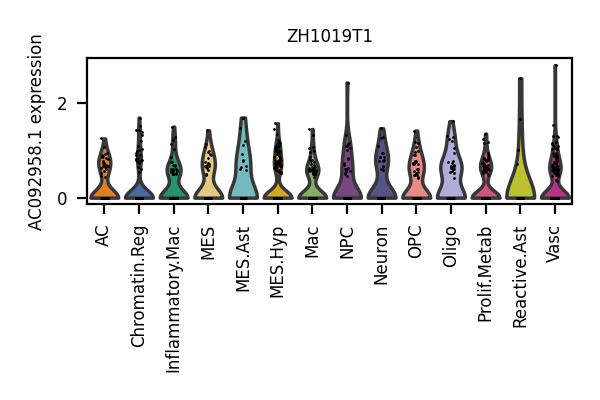 ZH1019T1
AC092958.1 expression
2
0
AC
Chromatin.Reg
Inflammatory.Mac
MES
MES.Ast
MES.Hyp
Mac
NPC
Neuron
OPC
Oligo
Prolif.Metab
Reactive.Ast
Vasc